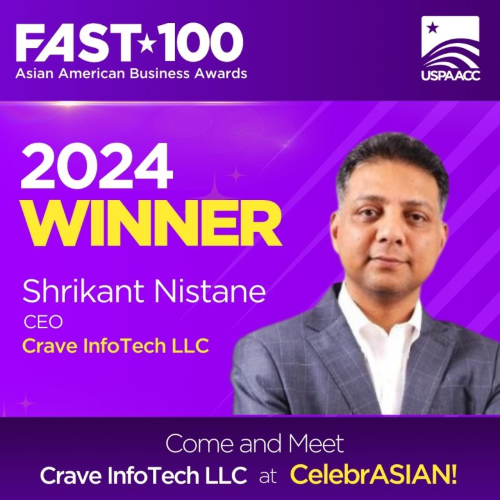 FAST★100
Asian American Business Awards
USPAACC
2024
WINNER
Shrikant Nistane
CEO
Crave InfoTech LLC
Come and Meet
Crave InfoTech LLC at CelebrASIAN!